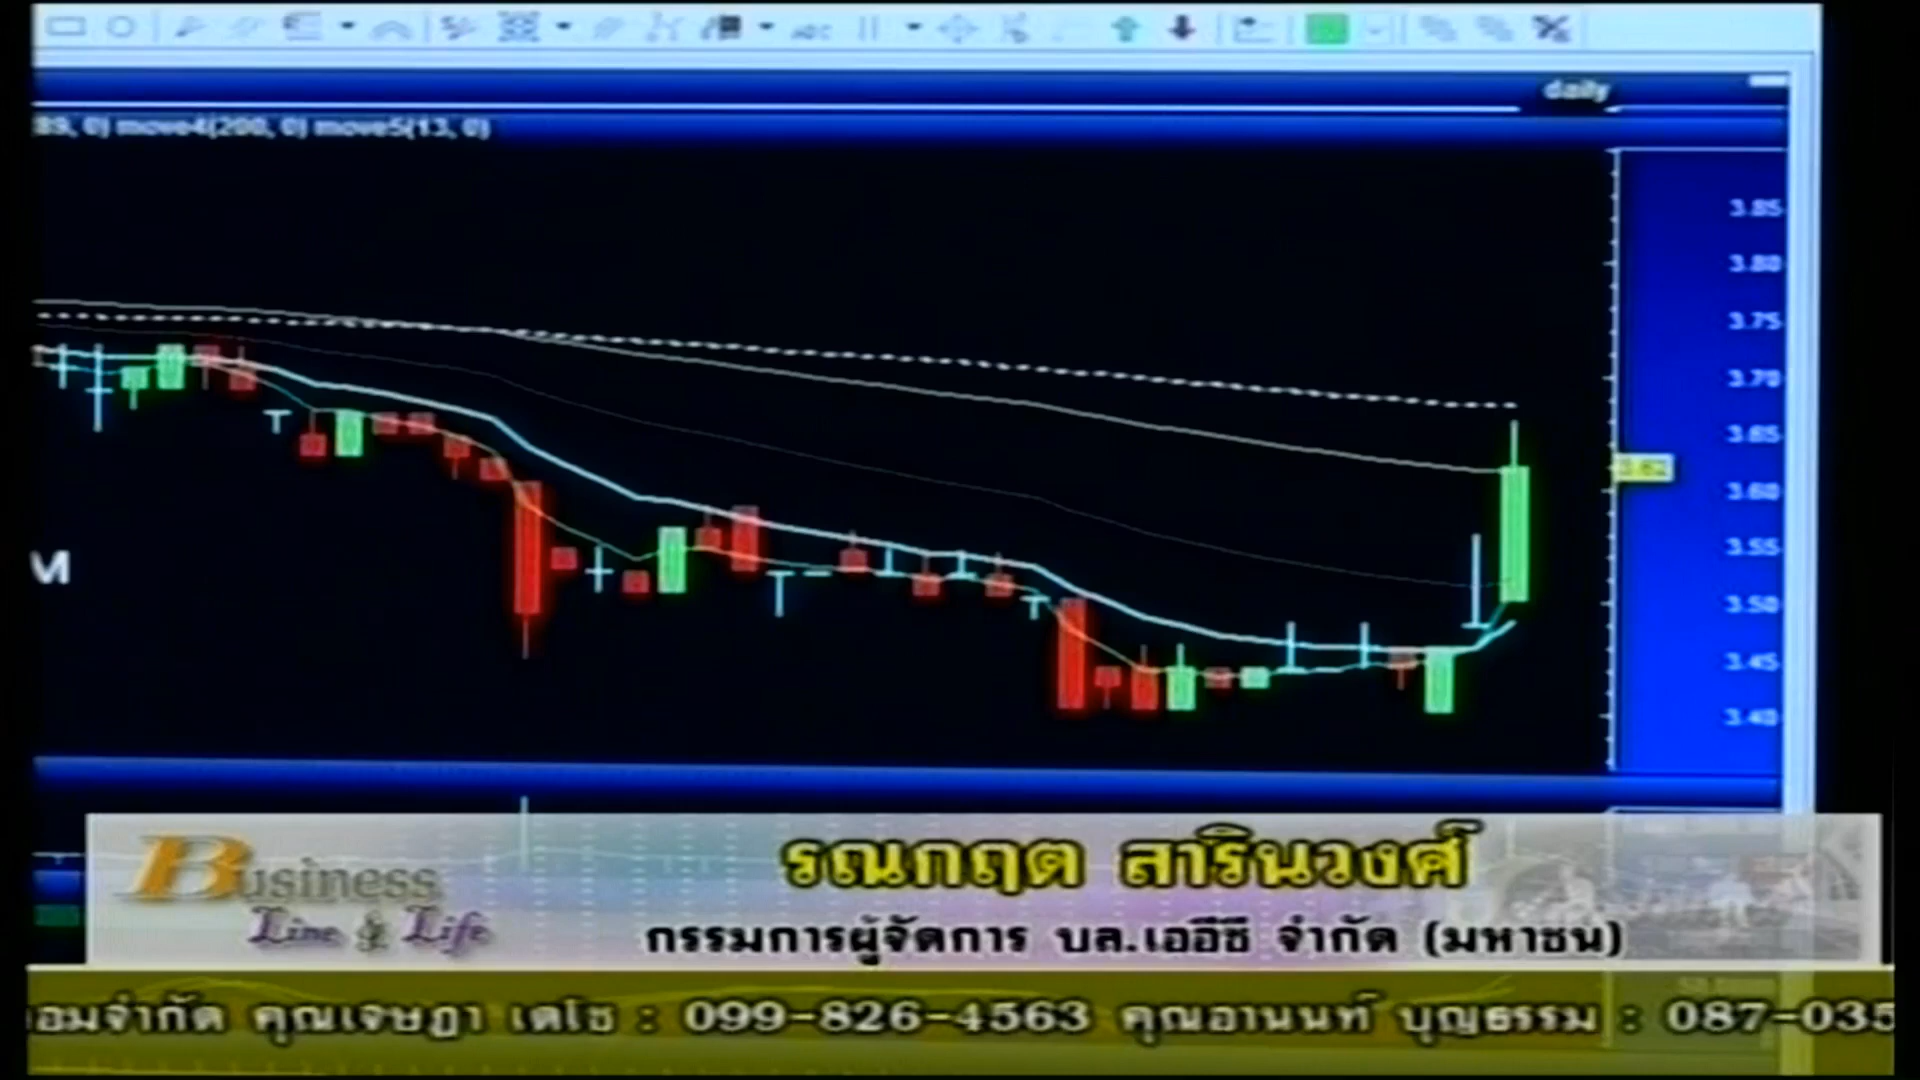 daily
89, 0) move4(200, 0) move5(13, 0)
3.85
3.80
3.75
3.70
3.65
3.62
3.60
3.55
3.50
3.45
3.40
M
Business
Line & Life
รณกฤต สารินวงศ์
กรรมการผู้จัดการ บล.เออีซี จำกัด (มหาชน)
อมจำกัด คุณเจษฎา เตโช : 099-826-4563 คุณอานนท์ บุญธรรม : 087-035